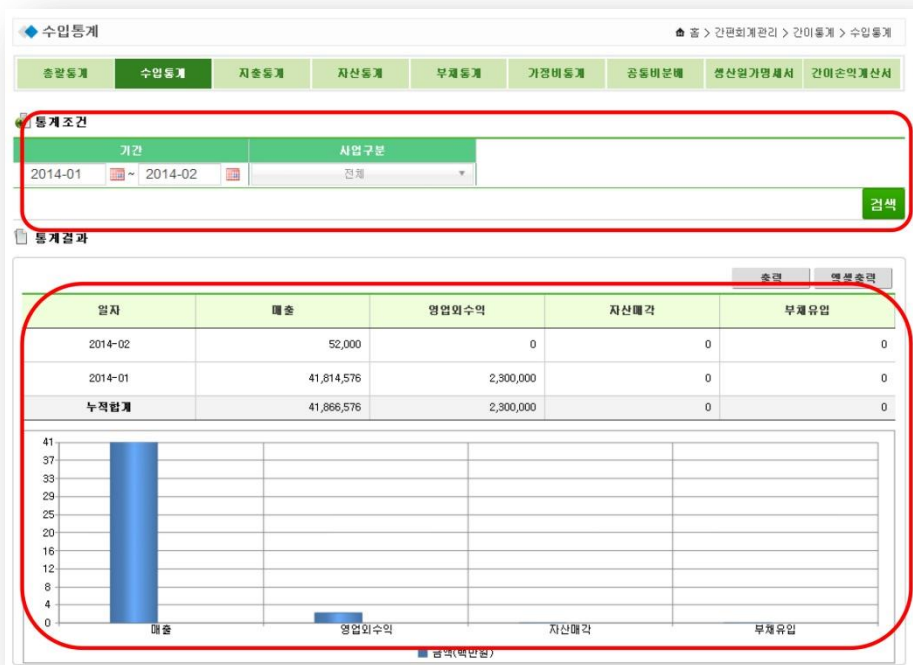 수입통계
홈 > 간편회계관리 > 간이통계 > 수입통계
총괄통계 수입통계 지출통계 자산통계 부채통계 가정비통계 공통비분배 생산원가명세서 간이손익계산서
통계조건
기간 사업구분
2014-01 ~ 2014-02 전체
검색
통계결과
출력 엑셀출력
일자 매출 영업외수익 자산매각 부채유입
2014-02 52,000 0 0 0
2014-01 41,814,576 2,300,000 0 0
누적합계 41,866,576 2,300,000 0 0
41
37
33
29
25
20
16
12
8
4
0
매출 영업외수익 자산매각 부채유입
금액(백만원)